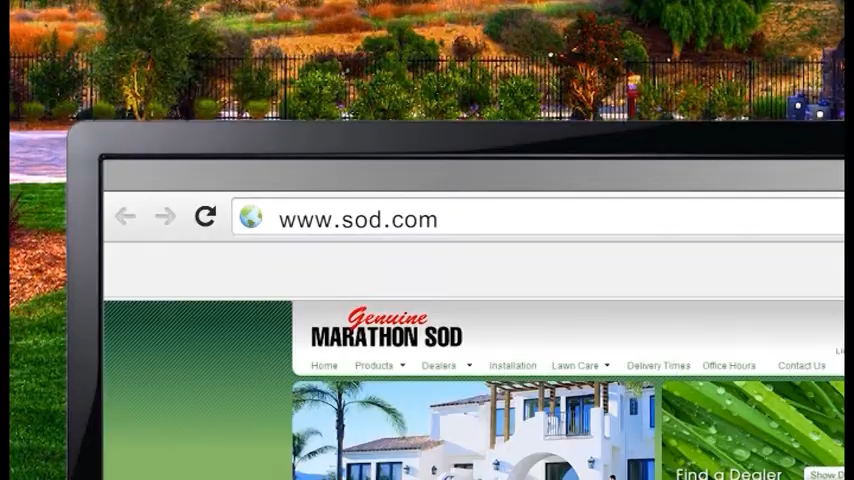 www.sod.com
Genuine
MARATHON SOD
Home Products Dealers Installation Lawn Care Delivery Times Office Hours Contact Us
Find a Dealer